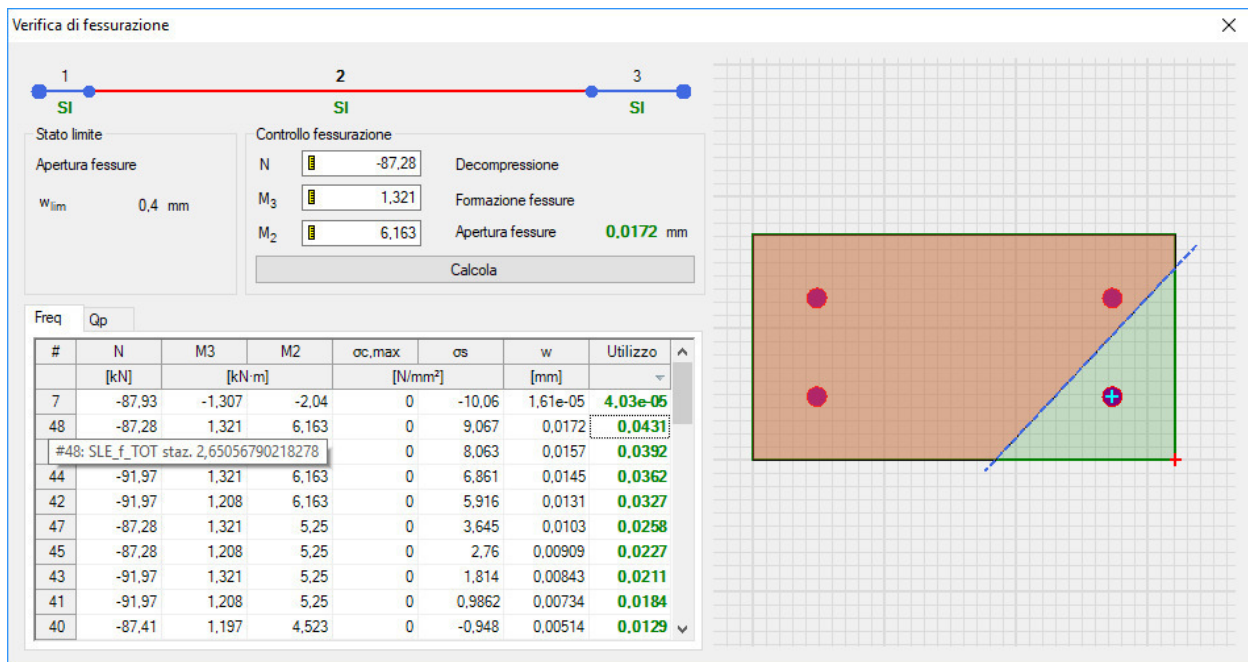 Verifica di fessurazione
1 2 3
SI SI SI
Stato limite
Apertura fessure
wlim 0,4 mm
Controllo fessurazione
N -87,28 Decompressione
M3 1,321 Formazione fessure
M2 6,163 Apertura fessure 0,0172 mm
Calcola
Freq Qp
# N M3 M2 σc,max σs w Utilizzo
[kN] [kN·m] [N/mm²] [mm]
7 -87,93 -1,307 -2,04 0 -10,06 1,61e-05 4,03e-05
48 -87,28 1,321 6,163 0 9,067 0,0172 0,0431
#48: SLE_f_TOT staz. 2,65056790218278 0 8,063 0,0157 0,0392
44 -91,97 1,321 6,163 0 6,861 0,0145 0,0362
42 -91,97 1,208 6,163 0 5,916 0,0131 0,0327
47 -87,28 1,321 5,25 0 3,645 0,0103 0,0258
45 -87,28 1,208 5,25 0 2,76 0,00909 0,0227
43 -91,97 1,321 5,25 0 1,814 0,00843 0,0211
41 -91,97 1,208 5,25 0 0,9862 0,00734 0,0184
40 -87,41 1,197 4,523 0 -0,948 0,00514 0,0129